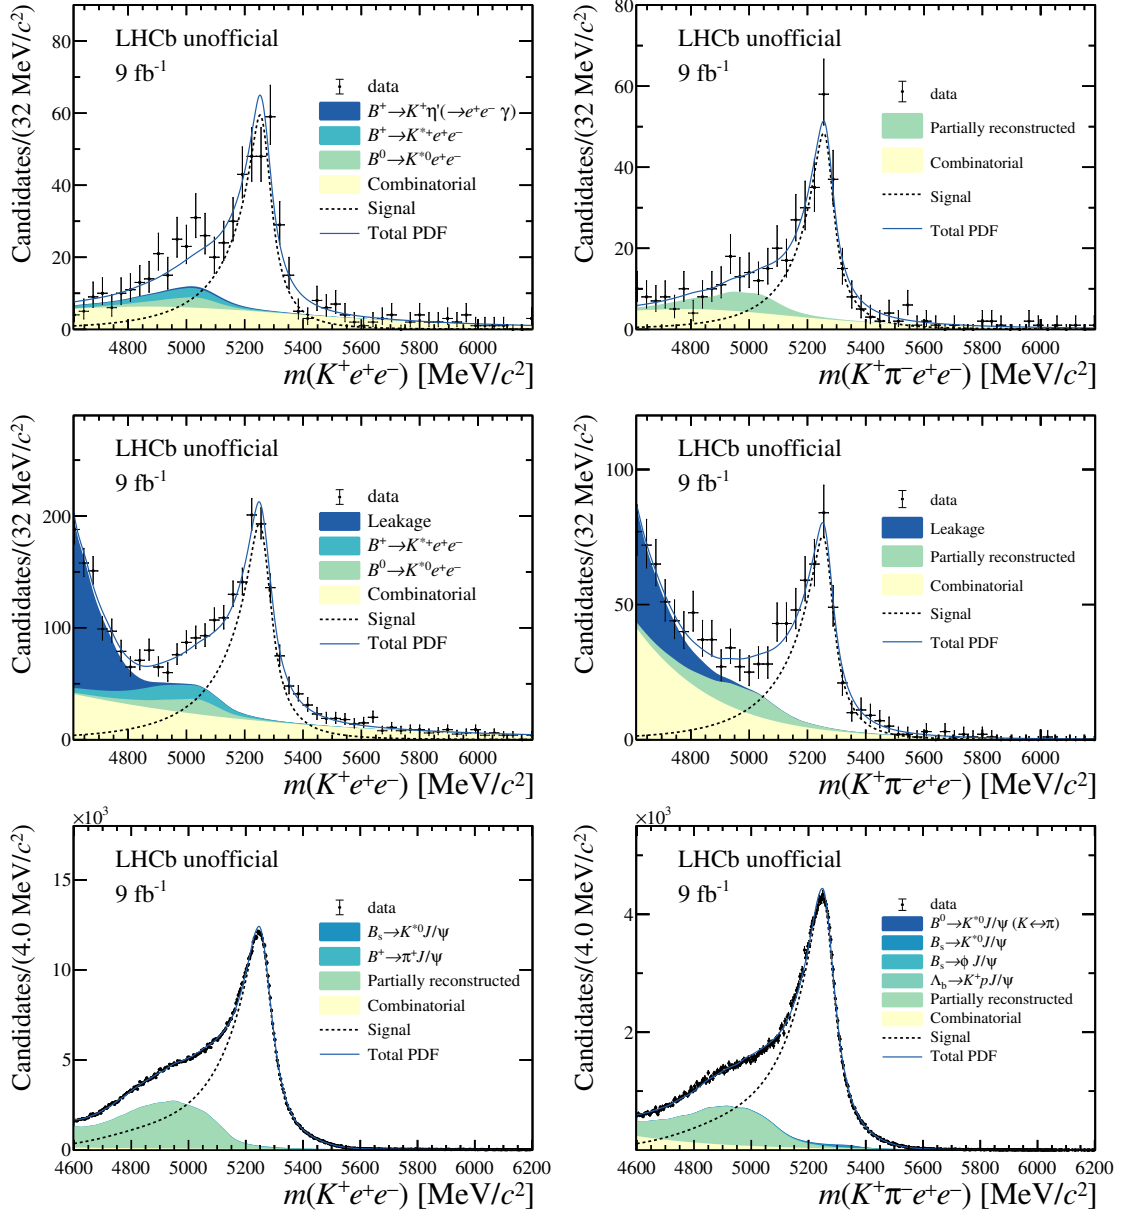 LHCb unofficial
9 fb⁻¹
data
B⁺→K⁺η′(→e⁺e⁻ γ)
B⁺→K*⁺e⁺e⁻
B⁰→K*⁰e⁺e⁻
Combinatorial
Signal
Total PDF
Candidates/(32 MeV/c²)
80
60
40
20
0
4800 5000 5200 5400 5600 5800 6000
m(K⁺e⁺e⁻) [MeV/c²]
LHCb unofficial
9 fb⁻¹
data
Partially reconstructed
Combinatorial
Signal
Total PDF
Candidates/(32 MeV/c²)
80
60
40
20
0
4800 5000 5200 5400 5600 5800 6000
m(K⁺π⁻e⁺e⁻) [MeV/c²]
LHCb unofficial
9 fb⁻¹
data
Leakage
B⁺→K*⁺e⁺e⁻
B⁰→K*⁰e⁺e⁻
Combinatorial
Signal
Total PDF
Candidates/(32 MeV/c²)
200
100
0
4800 5000 5200 5400 5600 5800 6000
m(K⁺e⁺e⁻) [MeV/c²]
LHCb unofficial
9 fb⁻¹
data
Leakage
Partially reconstructed
Combinatorial
Signal
Total PDF
Candidates/(32 MeV/c²)
100
50
0
4800 5000 5200 5400 5600 5800 6000
m(K⁺π⁻e⁺e⁻) [MeV/c²]
×10³
LHCb unofficial
9 fb⁻¹
data
Bₛ→K*⁰J/ψ
B⁺→π⁺J/ψ
Partially reconstructed
Combinatorial
Signal
Total PDF
Candidates/(4.0 MeV/c²)
15
10
5
0
4600 4800 5000 5200 5400 5600 5800 6000 6200
m(K⁺e⁺e⁻) [MeV/c²]
×10³
LHCb unofficial
9 fb⁻¹
data
B⁰→K*⁰J/ψ (K↔π)
Bₛ→K*⁰J/ψ
Bₛ→ϕ J/ψ
Λ_b→K⁺pJ/ψ
Partially reconstructed
Combinatorial
Signal
Total PDF
Candidates/(4.0 MeV/c²)
4
2
0
4600 4800 5000 5200 5400 5600 5800 6000 6200
m(K⁺π⁻e⁺e⁻) [MeV/c²]